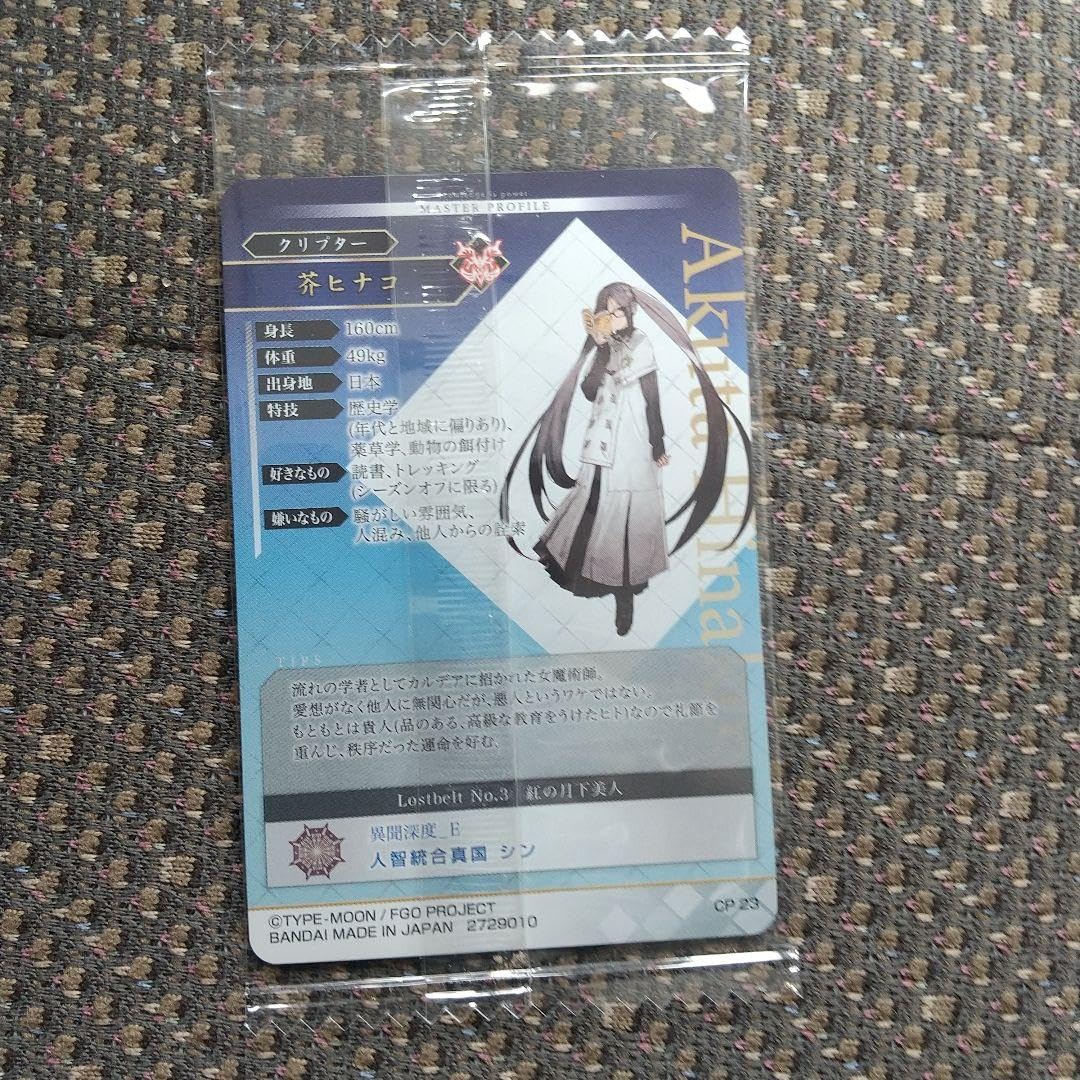 MASTER PROFILE
クリプター
芥ヒナコ
Akuta Hina
身長 160cm
体重 49kg
出身地 日本
特技 歴史学
(年代と地域に偏りあり)、
薬草学、動物の餌付け
好きなもの 読書、トレッキング
(シーズンオフに限る)
嫌いなもの 騒がしい雰囲気、
人混み、他人からの詮索
TIPS
流れの学者としてカルデアに招かれた女魔術師。
愛想がなく他人に無関心だが、悪人というワケではない。
もともとは貴人(品のある、高級な教育をうけたヒト)なので礼節を
重んじ、秩序だった運命を好む。
Lostbelt No.3 紅の月下美人
異聞深度_E
人智統合真国 シン
©TYPE-MOON / FGO PROJECT
BANDAI MADE IN JAPAN 2729010
CP 23